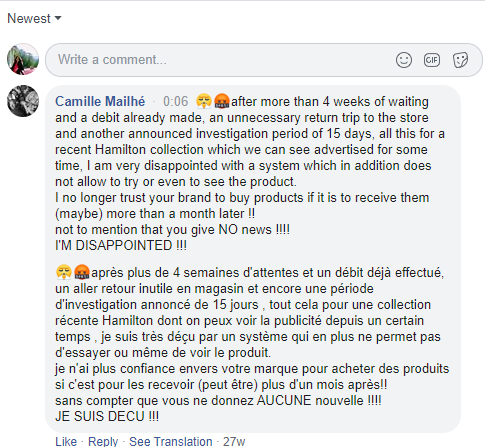 Newest
Write a comment...
GIF
Camille Mailhé · 0:06 😤🤬after more than 4 weeks of waiting
and a debit already made, an unnecessary return trip to the store
and another announced investigation period of 15 days, all this for a
recent Hamilton collection which we can see advertised for some
time, I am very disappointed with a system which in addition does
not allow to try or even to see the product.
I no longer trust your brand to buy products if it is to receive them
(maybe) more than a month later !!
not to mention that you give NO news !!!!
I'M DISAPPOINTED !!!
😤🤬après plus de 4 semaines d'attentes et un débit déjà effectué,
un aller retour inutile en magasin et encore une période
d'investigation annoncé de 15 jours , tout cela pour une collection
récente Hamilton dont on peux voir la publicité depuis un certain
temps , je suis très déçu par un système qui en plus ne permet pas
d'essayer ou même de voir le produit.
je n'ai plus confiance envers votre marque pour acheter des produits
si c'est pour les recevoir (peut être) plus d'un mois après!!
sans compter que vous ne donnez AUCUNE nouvelle !!!!
JE SUIS DECU !!!
Like · Reply · See Translation · 27w